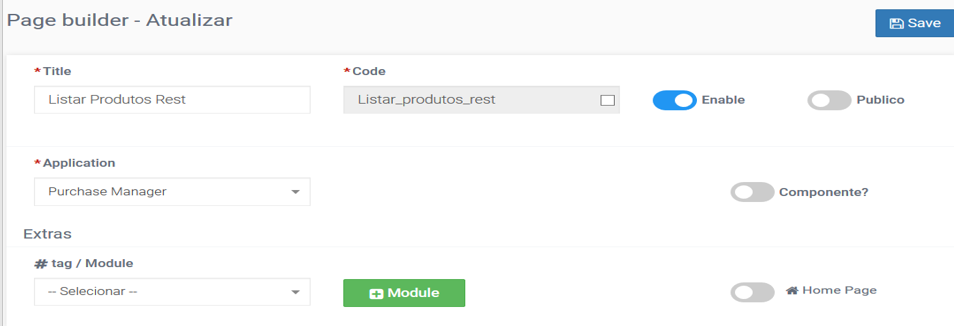 Page builder - Atualizar
Save
* Title
* Code
Listar Produtos Rest
Listar_produtos_rest
Enable
Publico
* Application
Purchase Manager
Componente?
Extras
# tag / Module
-- Selecionar --
Module
Home Page